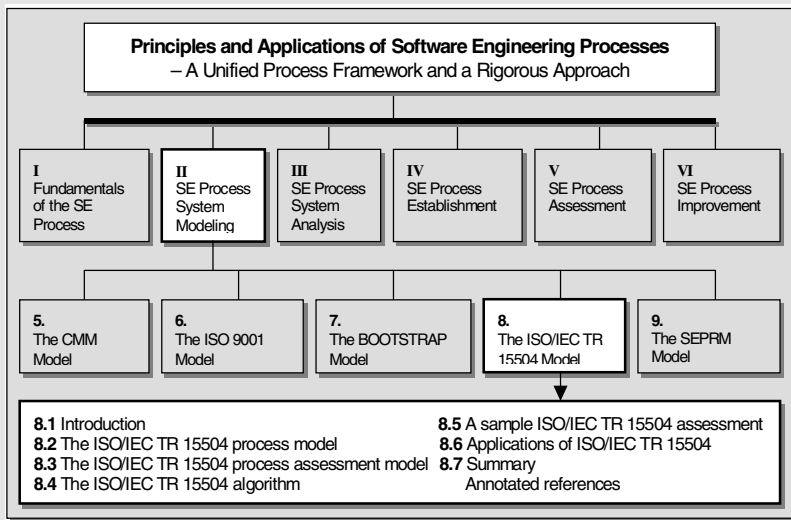 Principles and Applications of Software Engineering Processes
– A Unified Process Framework and a Rigorous Approach
I
Fundamentals
of the SE
Process
II
SE Process
System
Modeling
III
SE Process
System
Analysis
IV
SE Process
Establishment
V
SE Process
Assessment
VI
SE Process
Improvement
5.
The CMM
Model
6.
The ISO 9001
Model
7.
The BOOTSTRAP
Model
8.
The ISO/IEC TR
15504 Model
9.
The SEPRM
Model
8.1 Introduction
8.2 The ISO/IEC TR 15504 process model
8.3 The ISO/IEC TR 15504 process assessment model
8.4 The ISO/IEC TR 15504 algorithm
8.5 A sample ISO/IEC TR 15504 assessment
8.6 Applications of ISO/IEC TR 15504
8.7 Summary
Annotated references